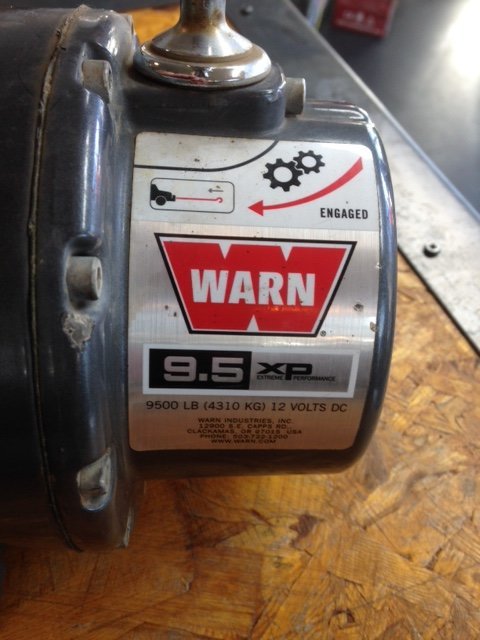 ENGAGED
WARN
9.5 XP
EXTREME PERFORMANCE
9500 LB (4310 KG) 12 VOLTS DC
WARN INDUSTRIES, INC.
12900 S.E. CAPPS RD.,
CLACKAMAS, OR 97015 USA
PHONE: 503-722-1200
WWW.WARN.COM